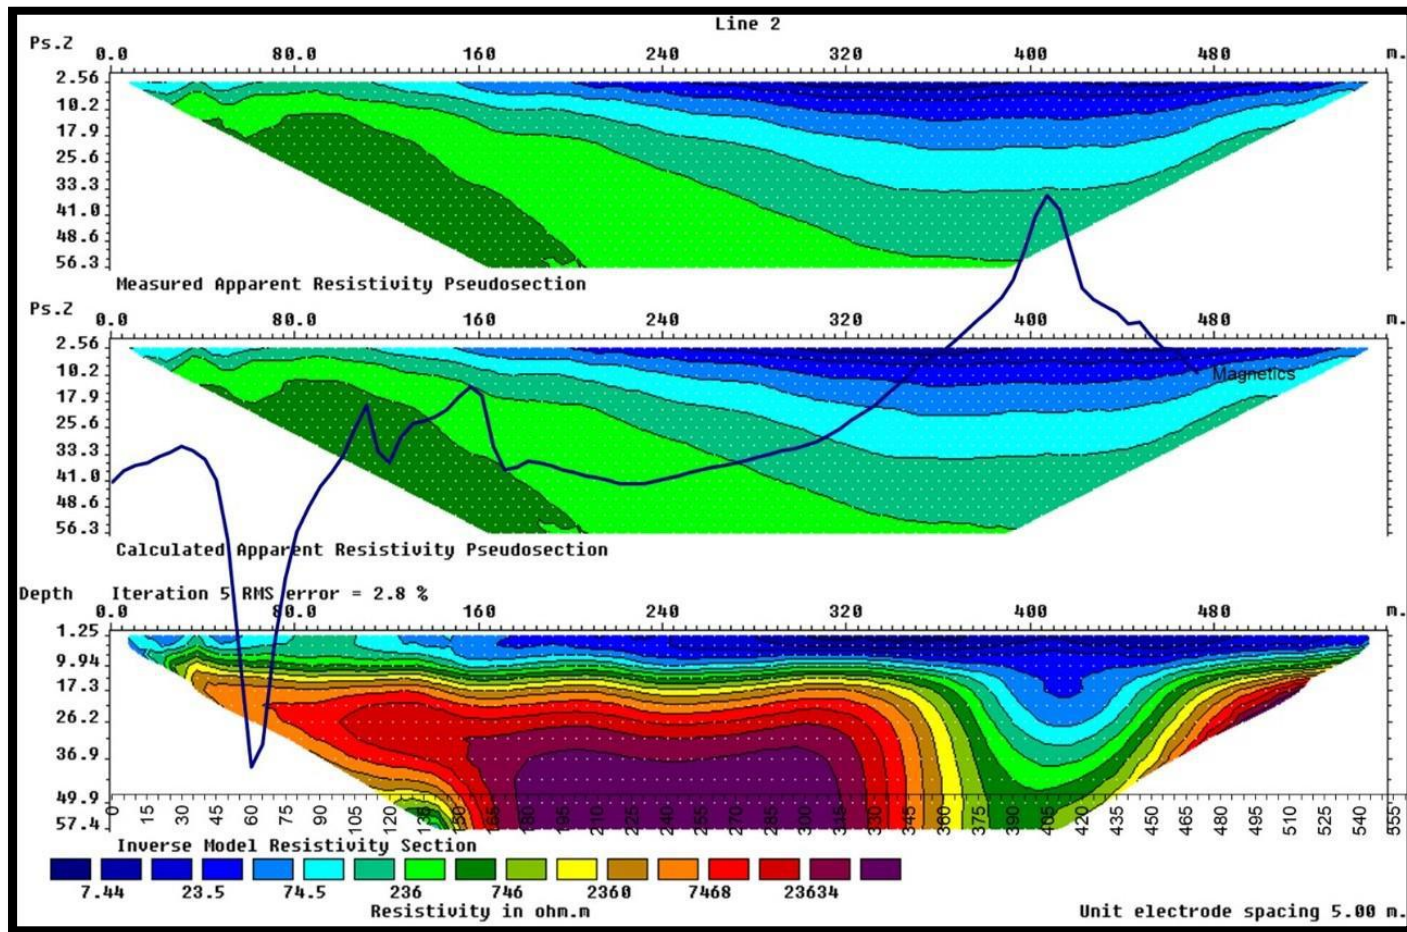 Line 2
Ps.Z 0.0 80.0 160 240 320 400 480 m.
2.56
10.2
17.9
25.6
33.3
41.0
48.6
56.3
Measured Apparent Resistivity Pseudosection
Ps.Z 0.0 80.0 160 240 320 400 480 m.
2.56
10.2
17.9
25.6
33.3
41.0
48.6
56.3
Magnetics
Calculated Apparent Resistivity Pseudosection
Depth Iteration 5 RMS error = 2.8 %
0.0 80.0 160 240 320 400 480 m.
1.25
9.94
17.3
26.2
36.9
49.9
57.4
0 15 30 45 60 75 90 105 120 135 150 165 180 195 210 225 240 255 270 285 300 315 330 345 360 375 390 405 420 435 450 465 480 495 510 525 540 555
Inverse Model Resistivity Section
7.44 23.5 74.5 236 746 2360 7468 23634
Resistivity in ohm.m
Unit electrode spacing 5.00 m.